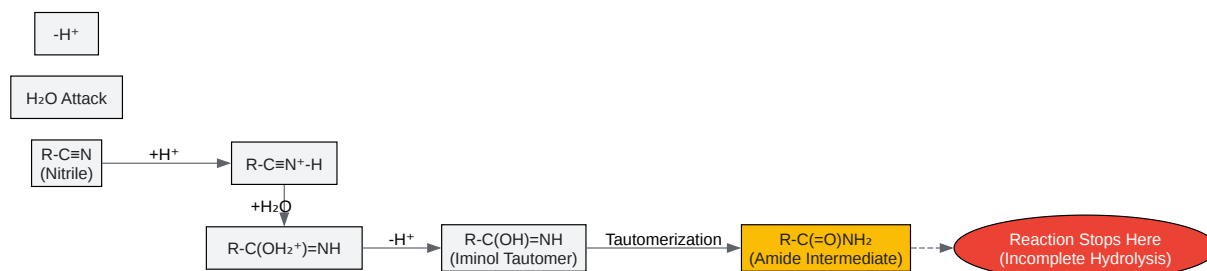 -H⁺
H₂O Attack
R-C≡N
(Nitrile)
+H⁺
R-C≡N⁺-H
+H₂O
R-C(OH₂⁺)=NH
-H⁺
R-C(OH)=NH
(Iminol Tautomer)
Tautomerization
R-C(=O)NH₂
(Amide Intermediate)
Reaction Stops Here
(Incomplete Hydrolysis)